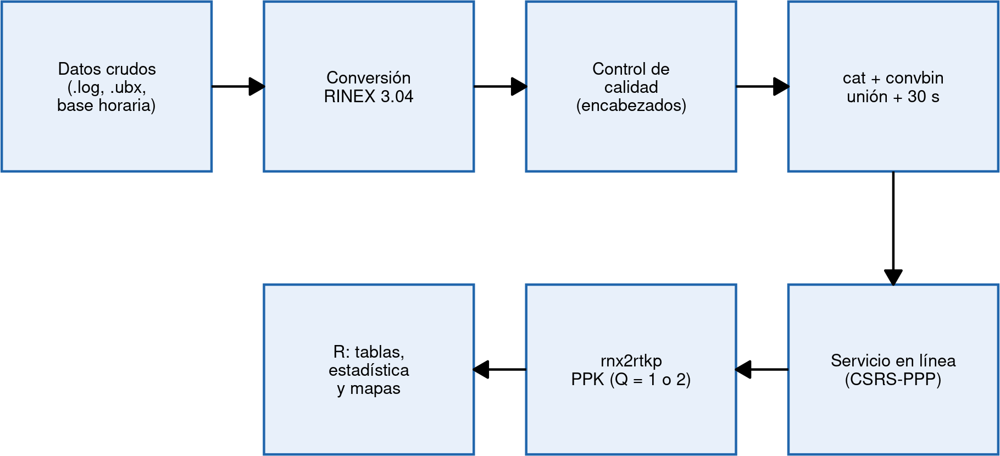 Datos crudos
(.log, .ubx,
base horaria)
Conversión
RINEX 3.04
Control de
calidad
(encabezados)
cat + convbin
unión + 30 s
Servicio en línea
(CSRS-PPP)
rnx2rtkp
PPK (Q = 1 o 2)
R: tablas,
estadística
y mapas